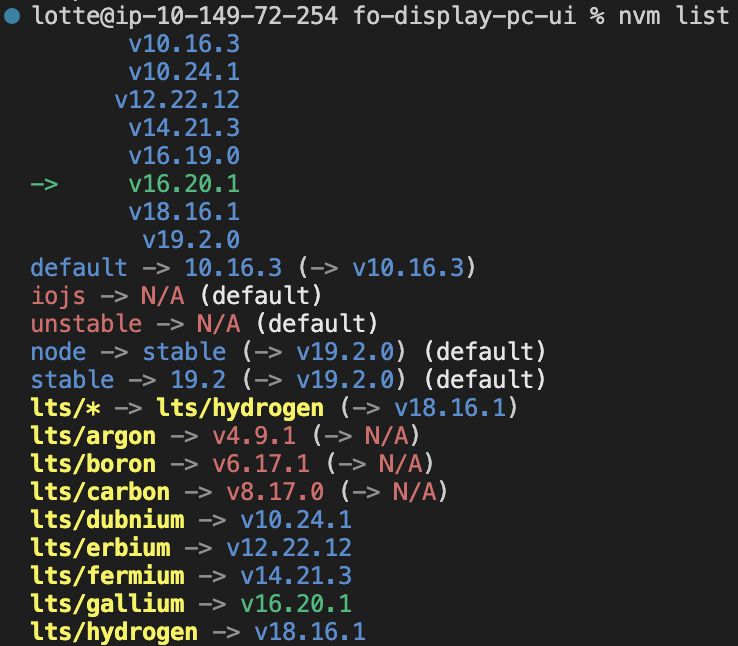 lotte@ip-10-149-72-254 fo-display-pc-ui % nvm list
v10.16.3
v10.24.1
v12.22.12
v14.21.3
v16.19.0
-> v16.20.1
v18.16.1
v19.2.0
default -> 10.16.3 (-> v10.16.3)
iojs -> N/A (default)
unstable -> N/A (default)
node -> stable (-> v19.2.0) (default)
stable -> 19.2 (-> v19.2.0) (default)
lts/* -> lts/hydrogen (-> v18.16.1)
lts/argon -> v4.9.1 (-> N/A)
lts/boron -> v6.17.1 (-> N/A)
lts/carbon -> v8.17.0 (-> N/A)
lts/dubnium -> v10.24.1
lts/erbium -> v12.22.12
lts/fermium -> v14.21.3
lts/gallium -> v16.20.1
lts/hydrogen -> v18.16.1